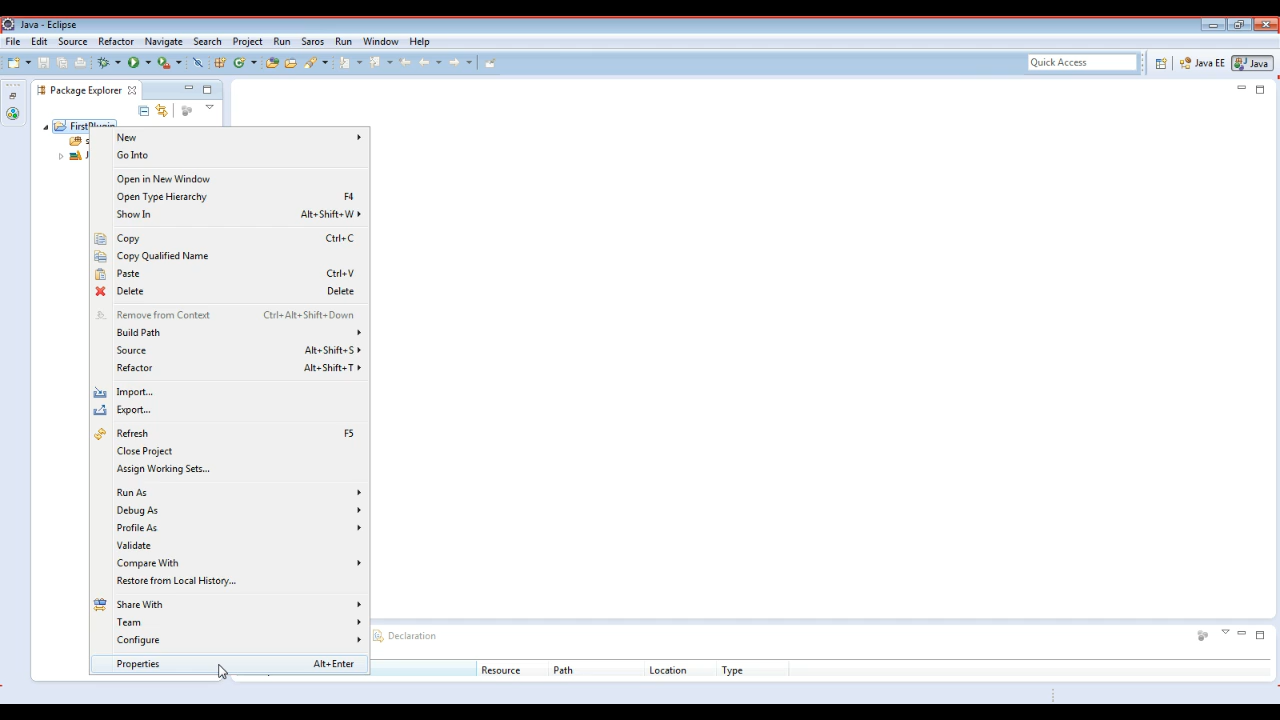 Java - Eclipse
File Edit Source Refactor Navigate Search Project Run Saros Run Window Help
Quick Access Java EE Java
Package Explorer
FirstPlugin
New
Go Into
Open in New Window
Open Type Hierarchy F4
Show In Alt+Shift+W
Copy Ctrl+C
Copy Qualified Name
Paste Ctrl+V
Delete Delete
Remove from Context Ctrl+Alt+Shift+Down
Build Path
Source Alt+Shift+S
Refactor Alt+Shift+T
Import...
Export...
Refresh F5
Close Project
Assign Working Sets...
Run As
Debug As
Profile As
Validate
Compare With
Restore from Local History...
Share With
Team
Configure
Properties Alt+Enter
Declaration
Resource Path Location Type